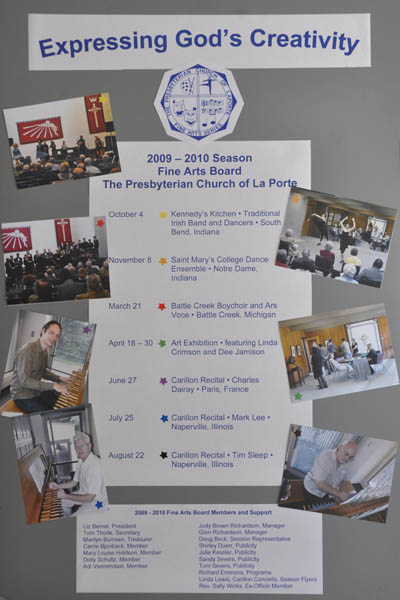 Expressing God's Creativity
THE PRESBYTERIAN CHURCH OF LA PORTE
FINE ARTS SERIES
2009 – 2010 Season
Fine Arts Board
The Presbyterian Church of La Porte
October 4 Kennedy's Kitchen • Traditional
Irish Band and Dancers • South
Bend, Indiana
November 8 Saint Mary's College Dance
Ensemble • Notre Dame,
Indiana
March 21 Battle Creek Boychoir and Ars
Voce • Battle Creek, Michigan
April 18 – 30 Art Exhibition • featuring Linda
Crimson and Dee Jamison
June 27 Carillon Recital • Charles
Dairay • Paris, France
July 25 Carillon Recital • Mark Lee •
Naperville, Illinois
August 22 Carillon Recital • Tim Sleep •
Naperville, Illinois
2009 - 2010 Fine Arts Board Members and Support
Liz Bernel, President
Tom Thode, Secretary
Marilyn Burrows, Treasurer
Carrie Bjonback, Member
Mary Louise Holdson, Member
Dolly Schultz, Member
Adi Veenendaal, Member
Judy Brown Richardson, Manager
Glen Richardson, Manager
Doug Beck, Session Representative
Shirley Duerr, Publicity
Julie Kessler, Publicity
Sandy Severs, Publicity
Tom Severs, Publicity
Richard Emmons, Programs
Linda Lewis, Carillon Concerts, Season Flyers
Rev. Sally Wicks, Ex-Officio Member